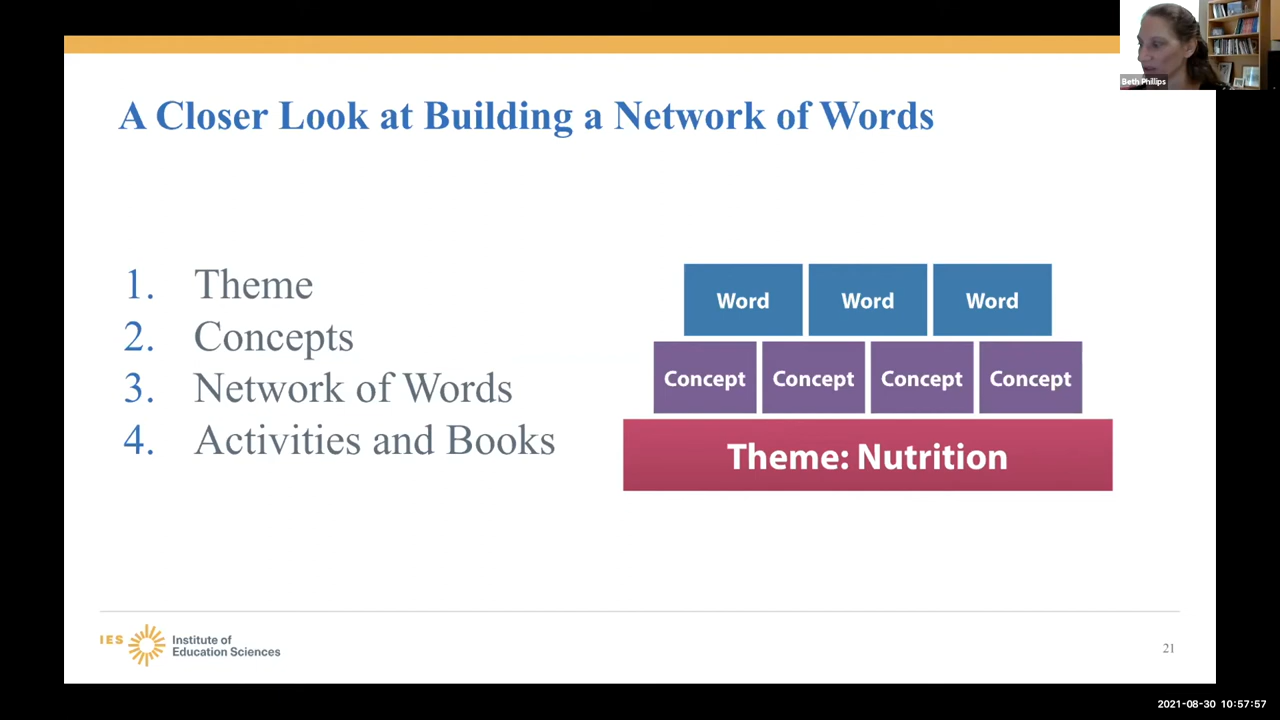 Beth Phillips
A Closer Look at Building a Network of Words
1. Theme
2. Concepts
3. Network of Words
4. Activities and Books
Word Word Word
Concept Concept Concept Concept
Theme: Nutrition
IES Institute of
Education Sciences
21
2021-08-30 10:57:57